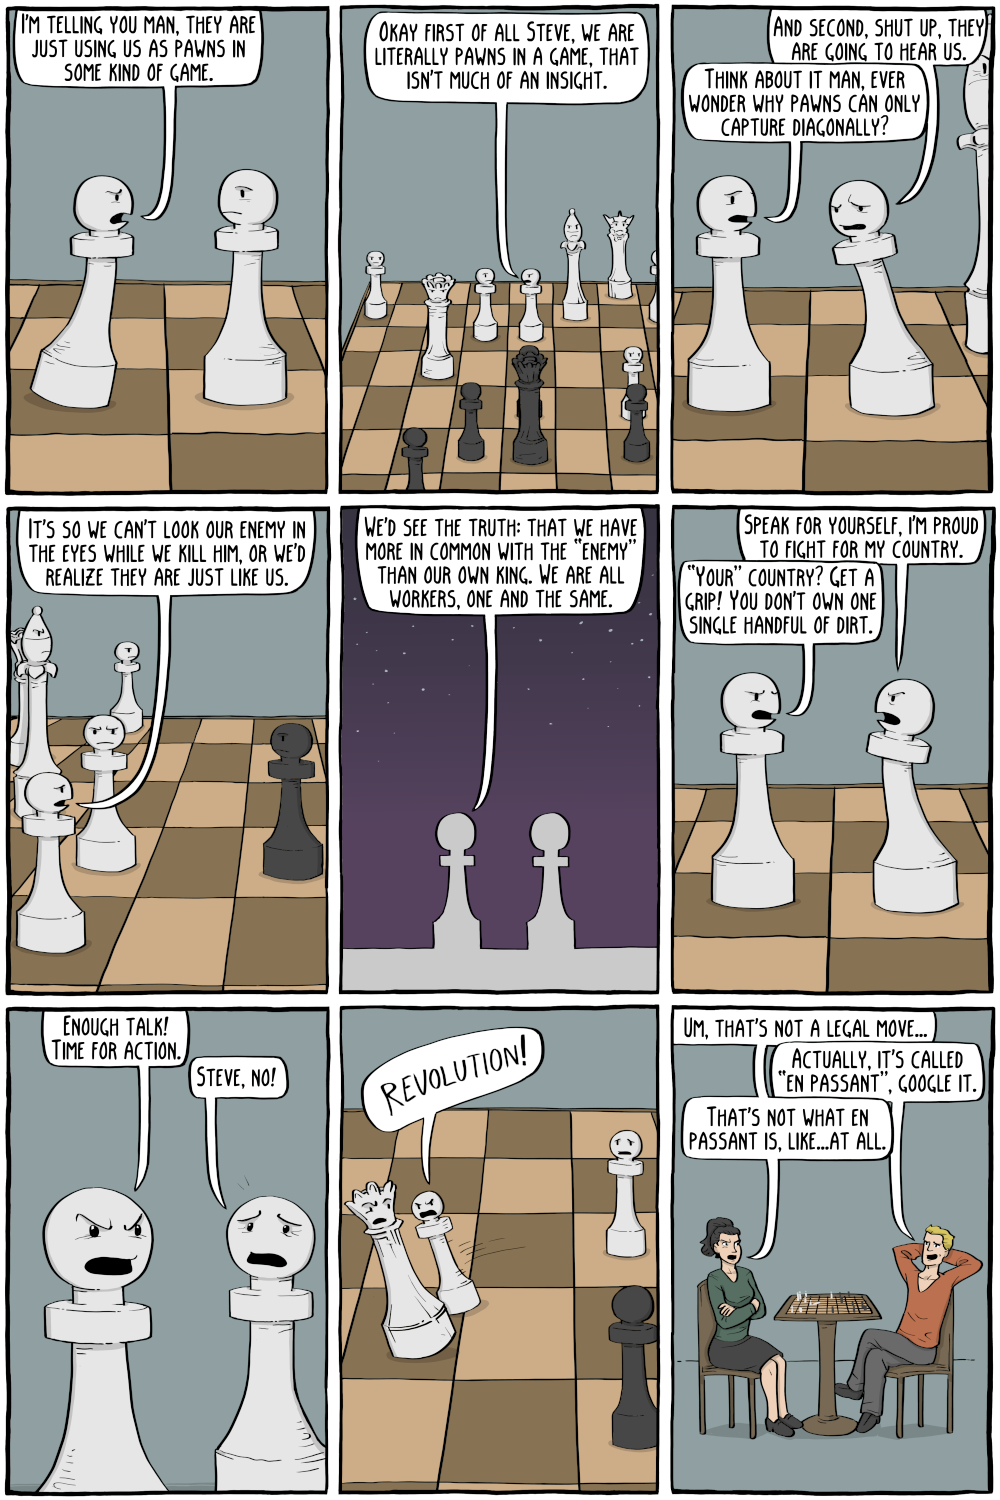 I'M TELLING YOU MAN, THEY ARE
JUST USING US AS PAWNS IN
SOME KIND OF GAME.
OKAY FIRST OF ALL STEVE, WE ARE
LITERALLY PAWNS IN A GAME, THAT
ISN'T MUCH OF AN INSIGHT.
AND SECOND, SHUT UP, THEY
ARE GOING TO HEAR US.
THINK ABOUT IT MAN, EVER
WONDER WHY PAWNS CAN ONLY
CAPTURE DIAGONALLY?
IT'S SO WE CAN'T LOOK OUR ENEMY IN
THE EYES WHILE WE KILL HIM, OR WE'D
REALIZE THEY ARE JUST LIKE US.
WE'D SEE THE TRUTH: THAT WE HAVE
MORE IN COMMON WITH THE "ENEMY"
THAN OUR OWN KING. WE ARE ALL
WORKERS, ONE AND THE SAME.
SPEAK FOR YOURSELF, I'M PROUD
TO FIGHT FOR MY COUNTRY.
"YOUR" COUNTRY? GET A
GRIP! YOU DON'T OWN ONE
SINGLE HANDFUL OF DIRT.
ENOUGH TALK!
TIME FOR ACTION.
STEVE, NO!
REVOLUTION!
UM, THAT'S NOT A LEGAL MOVE...
ACTUALLY, IT'S CALLED
"EN PASSANT", GOOGLE IT.
THAT'S NOT WHAT EN
PASSANT IS, LIKE...AT ALL.